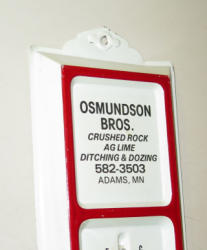 OSMUNDSON
BROS.
CRUSHED ROCK
AG LIME
DITCHING & DOZING
582-3503
ADAMS, MN